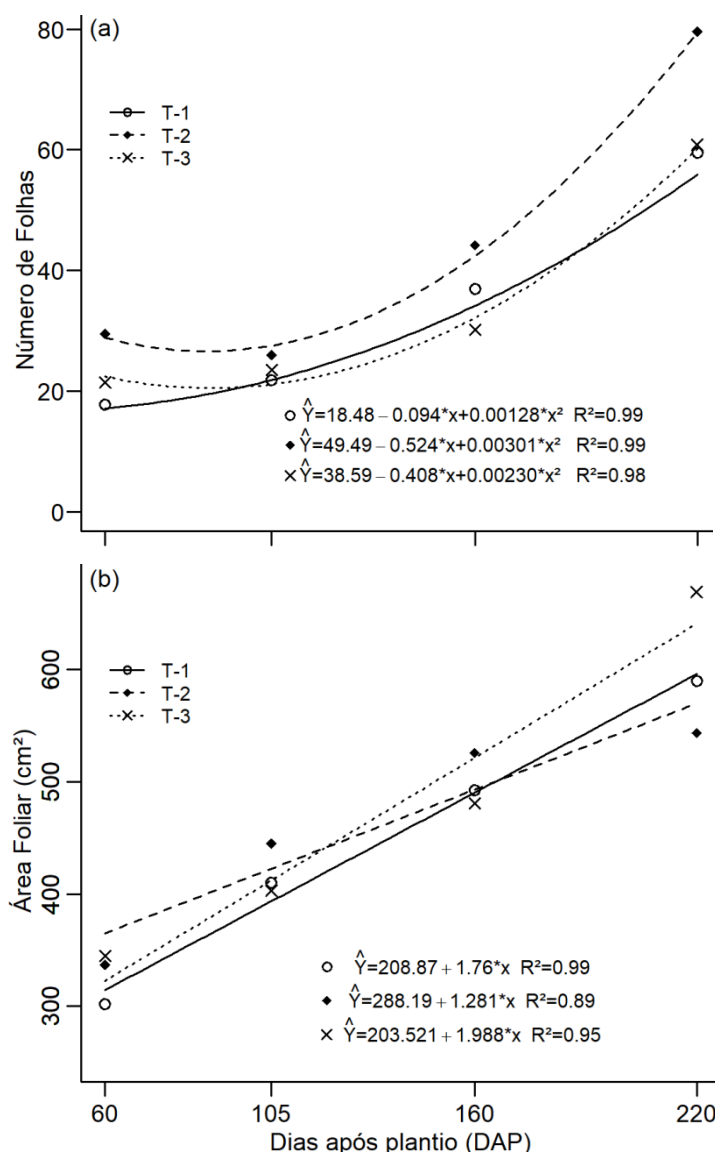 (a)
80
60
40
20
0
Número de Folhas
T-1
T-2
T-3
Ŷ=18.48 − 0.094*x+0.00128*x² R²=0.99
Ŷ=49.49 − 0.524*x+0.00301*x² R²=0.99
Ŷ=38.59 − 0.408*x+0.00230*x² R²=0.98
(b)
600
500
400
300
Área Foliar (cm²)
T-1
T-2
T-3
Ŷ=208.87 + 1.76*x R²=0.99
Ŷ=288.19 + 1.281*x R²=0.89
Ŷ=203.521 + 1.988*x R²=0.95
60 105 160 220
Dias após plantio (DAP)